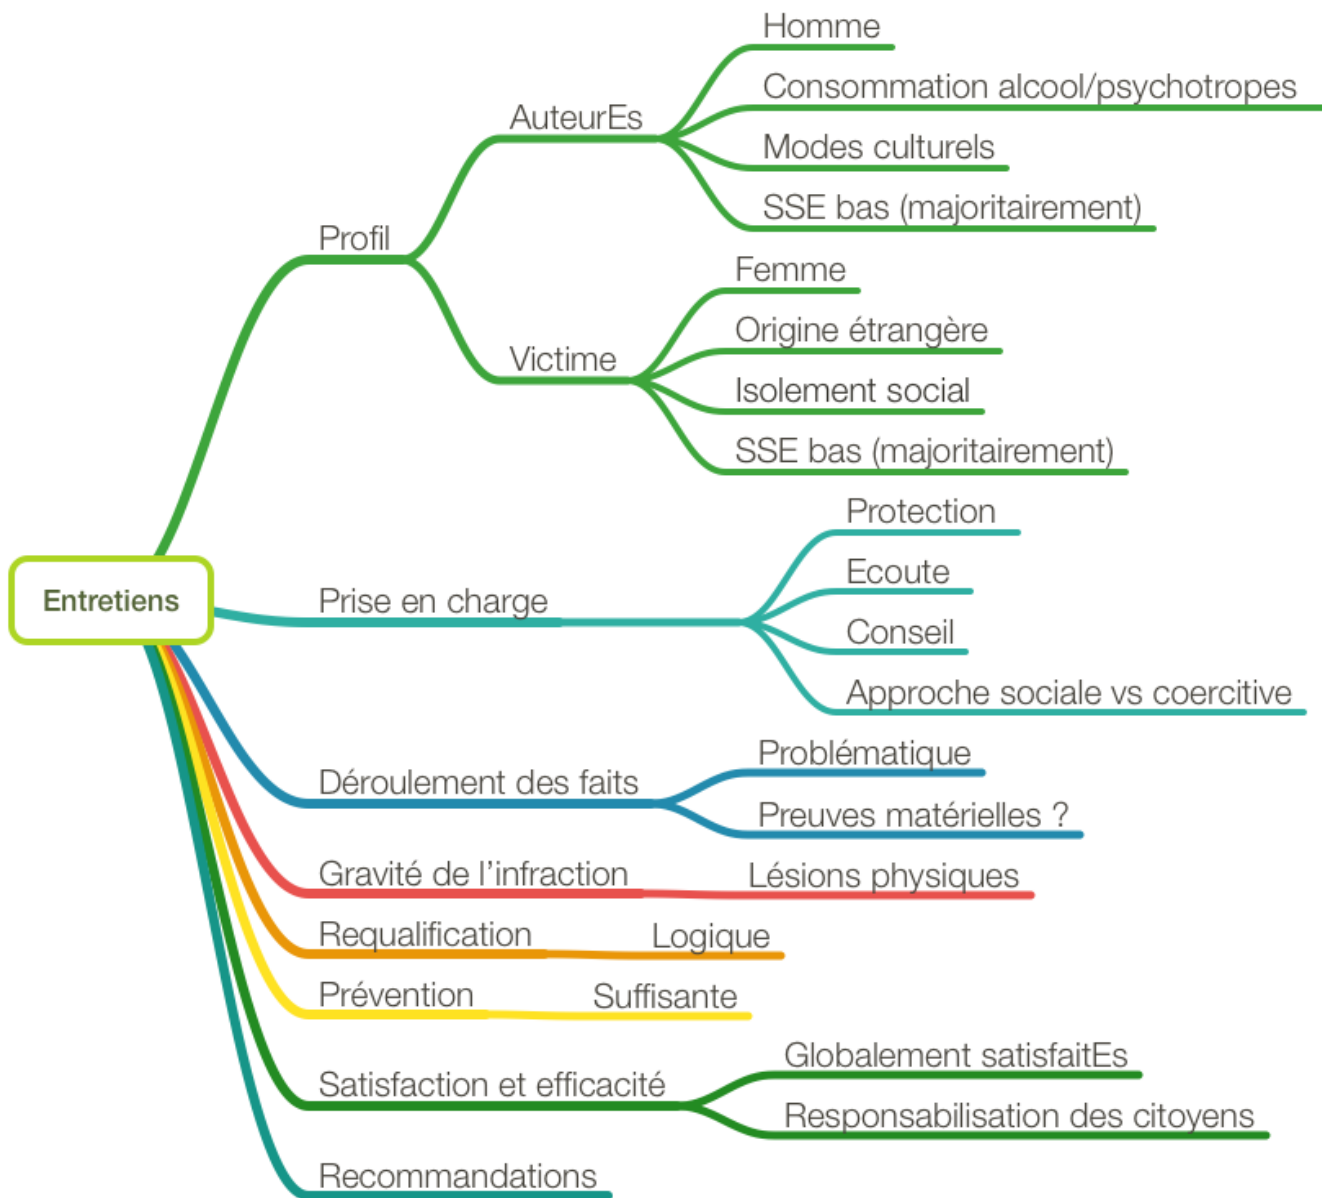 Entretiens
Profil
AuteurEs
Homme
Consommation alcool/psychotropes
Modes culturels
SSE bas (majoritairement)
Victime
Femme
Origine étrangère
Isolement social
SSE bas (majoritairement)
Prise en charge
Protection
Ecoute
Conseil
Approche sociale vs coercitive
Déroulement des faits
Problématique
Preuves matérielles ?
Gravité de l’infraction
Lésions physiques
Requalification
Logique
Prévention
Suffisante
Satisfaction et efficacité
Globalement satisfaitEs
Responsabilisation des citoyens
Recommandations